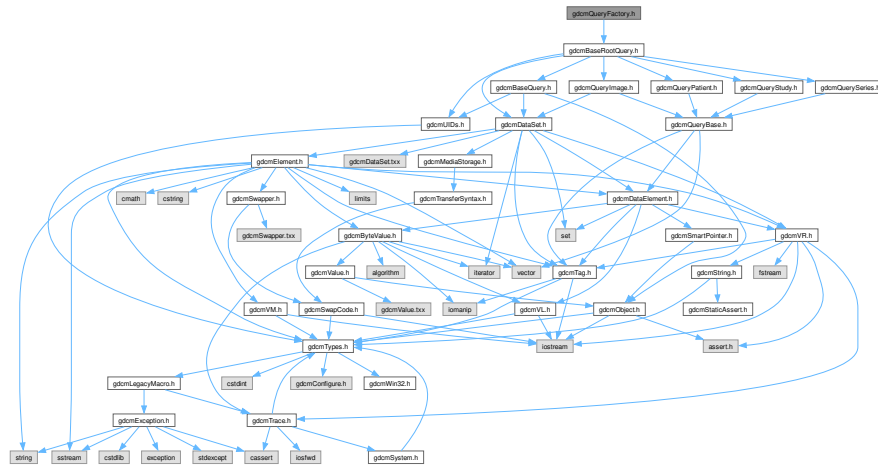 gdcmQueryFactory.h
gdcmBaseRootQuery.h
gdcmBaseQuery.h
gdcmQueryImage.h
gdcmQueryPatient.h
gdcmQueryStudy.h
gdcmQuerySeries.h
gdcmUIDs.h
gdcmDataSet.h
gdcmQueryBase.h
gdcmElement.h
gdcmDataSet.txx
gdcmMediaStorage.h
cmath
cstring
gdcmSwapper.h
limits
gdcmTransferSyntax.h
gdcmDataElement.h
gdcmSwapper.txx
gdcmByteValue.h
set
gdcmSmartPointer.h
gdcmVR.h
gdcmValue.h
algorithm
iterator
vector
gdcmTag.h
gdcmString.h
fstream
gdcmVM.h
gdcmSwapCode.h
gdcmValue.txx
iomanip
gdcmVL.h
gdcmObject.h
gdcmStaticAssert.h
gdcmTypes.h
iostream
assert.h
gdcmLegacyMacro.h
cstdint
gdcmConfigure.h
gdcmWin32.h
gdcmException.h
gdcmTrace.h
string
sstream
cstdlib
exception
stdexcept
cassert
iosfwd
gdcmSystem.h